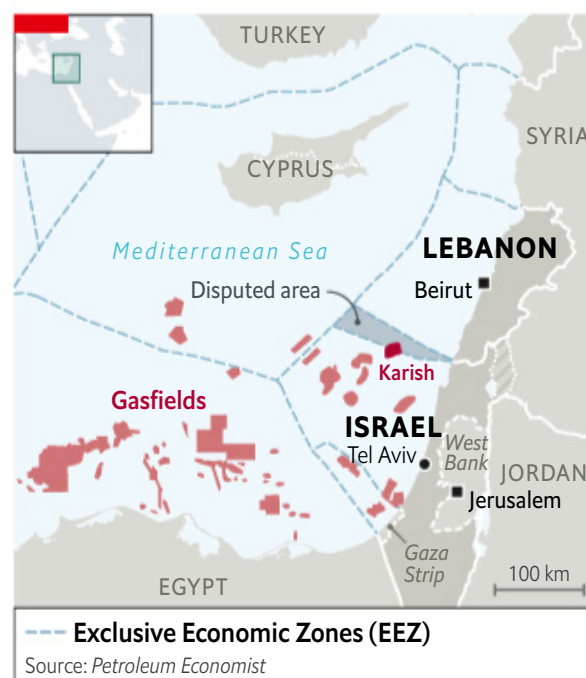 TURKEY
SYRIA
CYPRUS
Mediterranean Sea
LEBANON
Disputed area
Beirut
Karish
Gasfields
ISRAEL
Tel Aviv
West
Bank
JORDAN
Jerusalem
Gaza
Strip
EGYPT
100 km
Exclusive Economic Zones (EEZ)
Source: Petroleum Economist